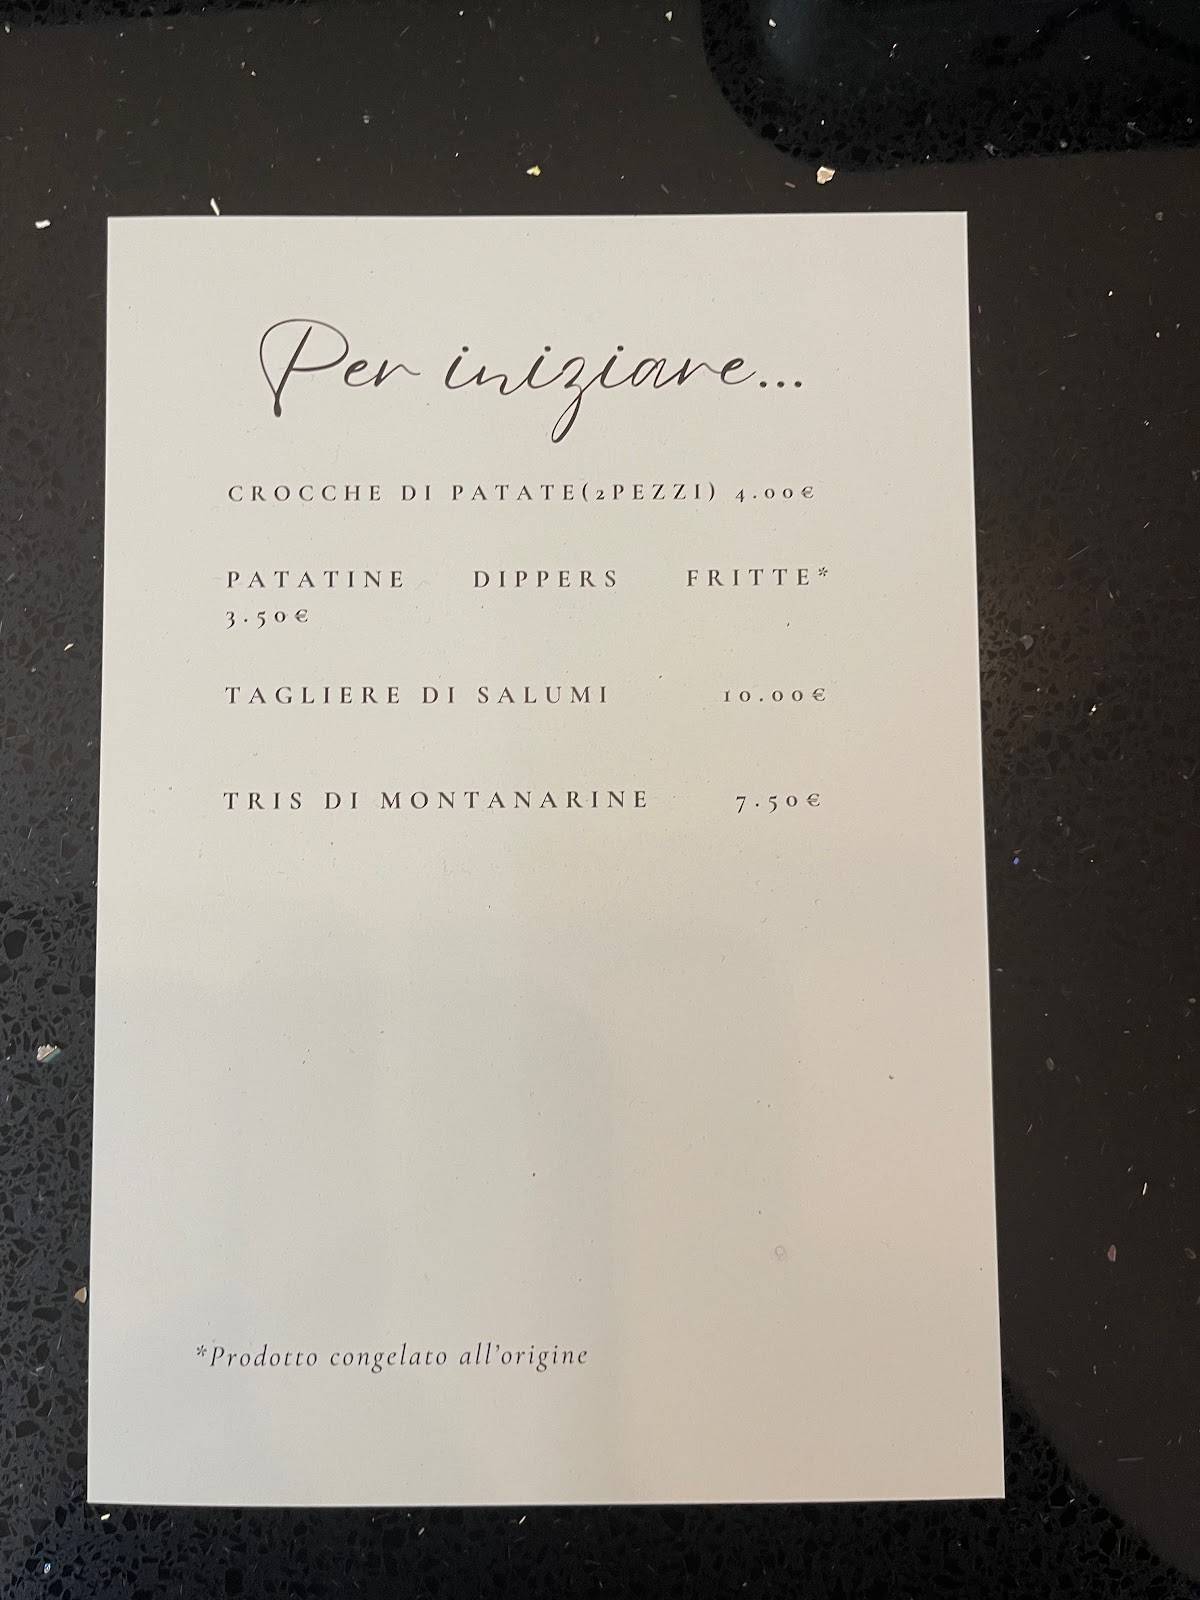 Per iniziare...
CROCCHE DI PATATE(2PEZZI) 4.00€
PATATINE DIPPERS FRITTE*
3.50€
TAGLIERE DI SALUMI 10.00€
TRIS DI MONTANARINE 7.50€
*Prodotto congelato all'origine